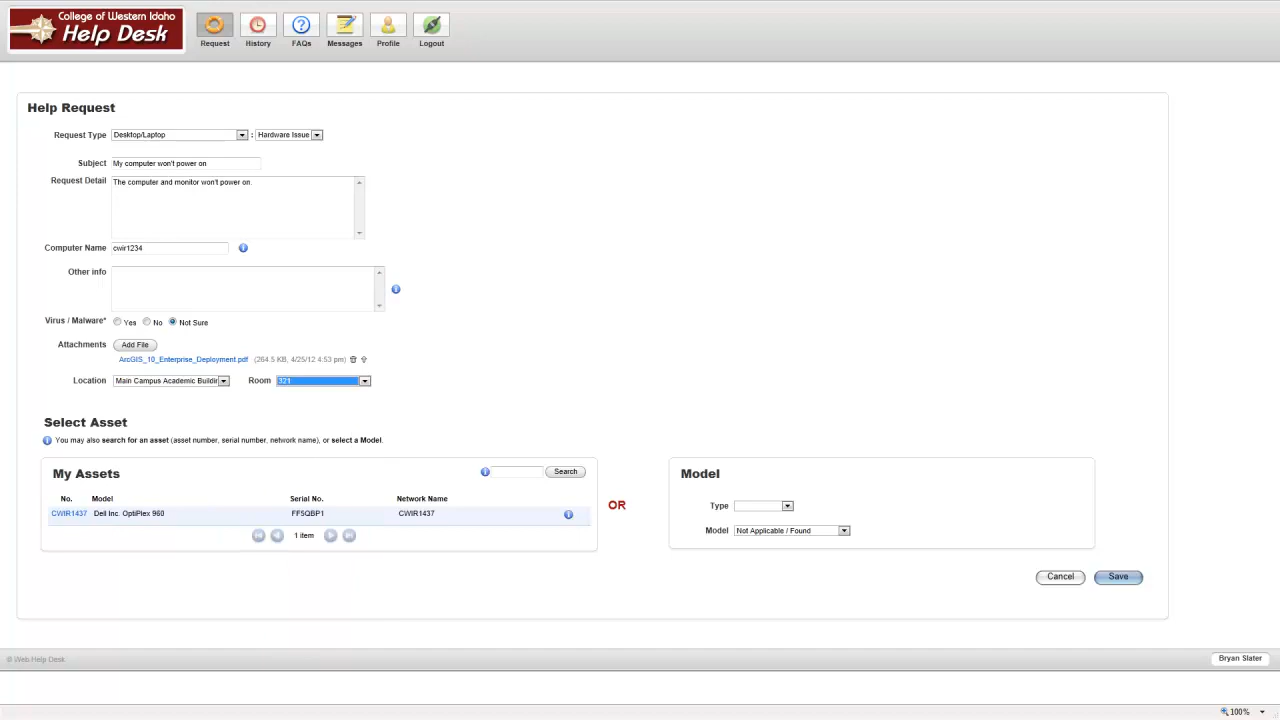 College of Western Idaho
Help Desk
Request History FAQs Messages Profile Logout
Help Request
Request Type Desktop/Laptop : Hardware Issue
Subject My computer won't power on
Request Detail The computer and monitor won't power on.
Computer Name cwir1234
Other info
Virus / Malware* Yes No Not Sure
Attachments Add File
ArcGIS_10_Enterprise_Deployment.pdf (264.5 KB, 4/25/12 4:53 pm)
Location Main Campus Academic Buildin Room 321
Select Asset
You may also search for an asset (asset number, serial number, network name), or select a Model.
My Assets Search
No. Model Serial No. Network Name
CWIR1437 Dell Inc. OptiPlex 960 FF5QBP1 CWIR1437
1 item
OR
Model
Type
Model Not Applicable / Found
Cancel Save
© Web Help Desk Bryan Slater
100%